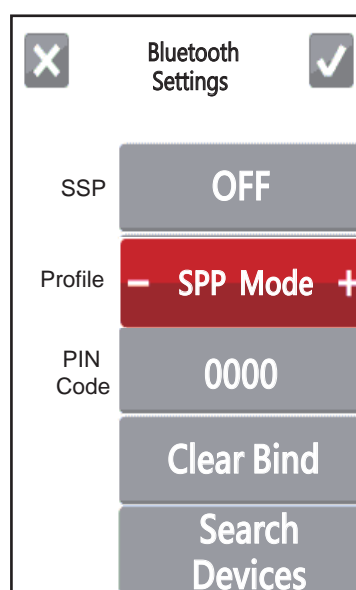 Bluetooth
Settings
SSP
OFF
Profile
– SPP Mode +
PIN
Code
0000
Clear Bind
Search
Devices